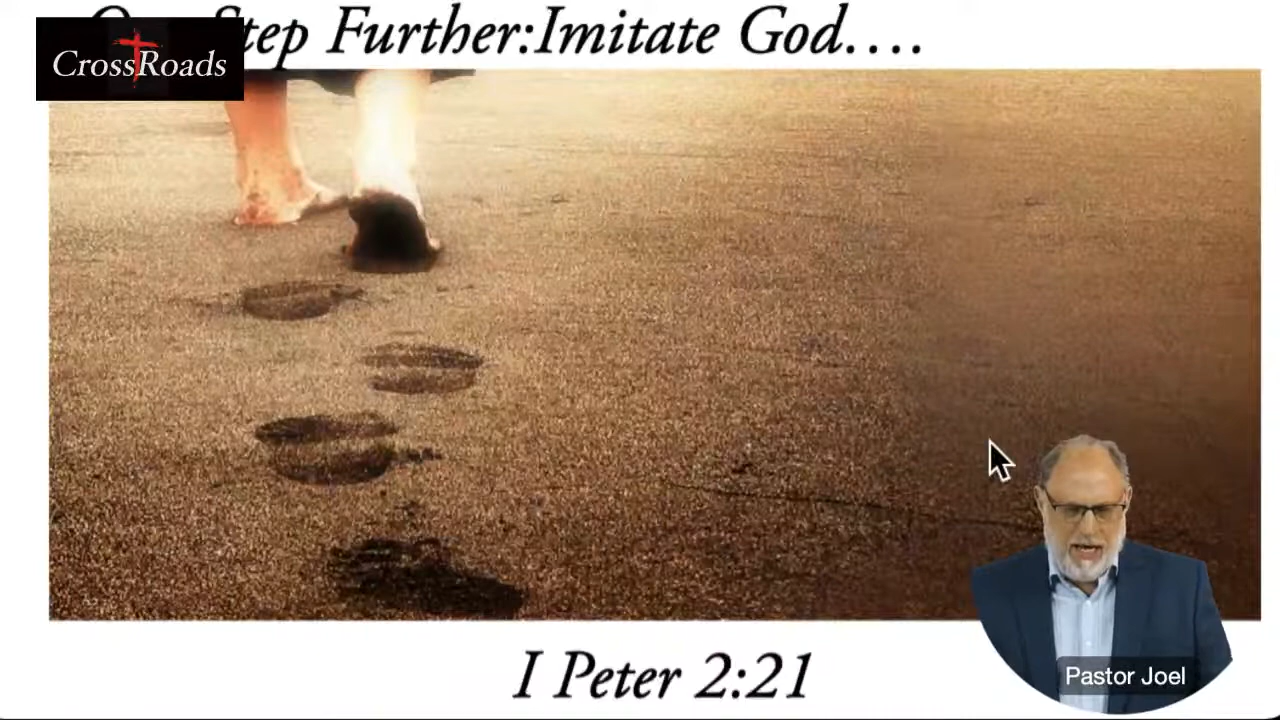 Step Further:Imitate God....
CrossRoads
I Peter 2:21
Pastor Joel